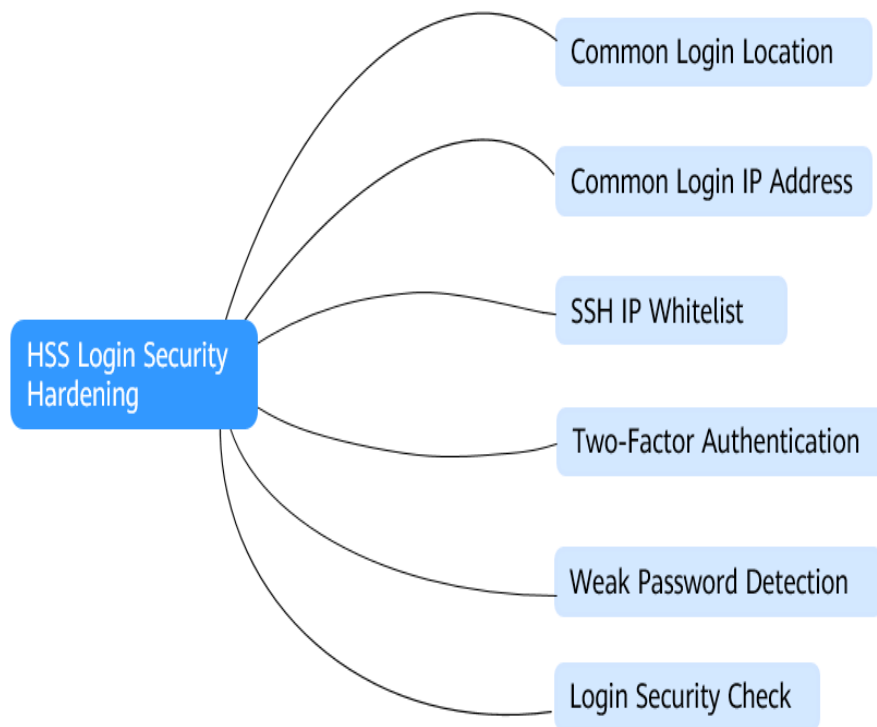 Common Login Location
Common Login IP Address
SSH IP Whitelist
HSS Login Security
Hardening
Two-Factor Authentication
Weak Password Detection
Login Security Check